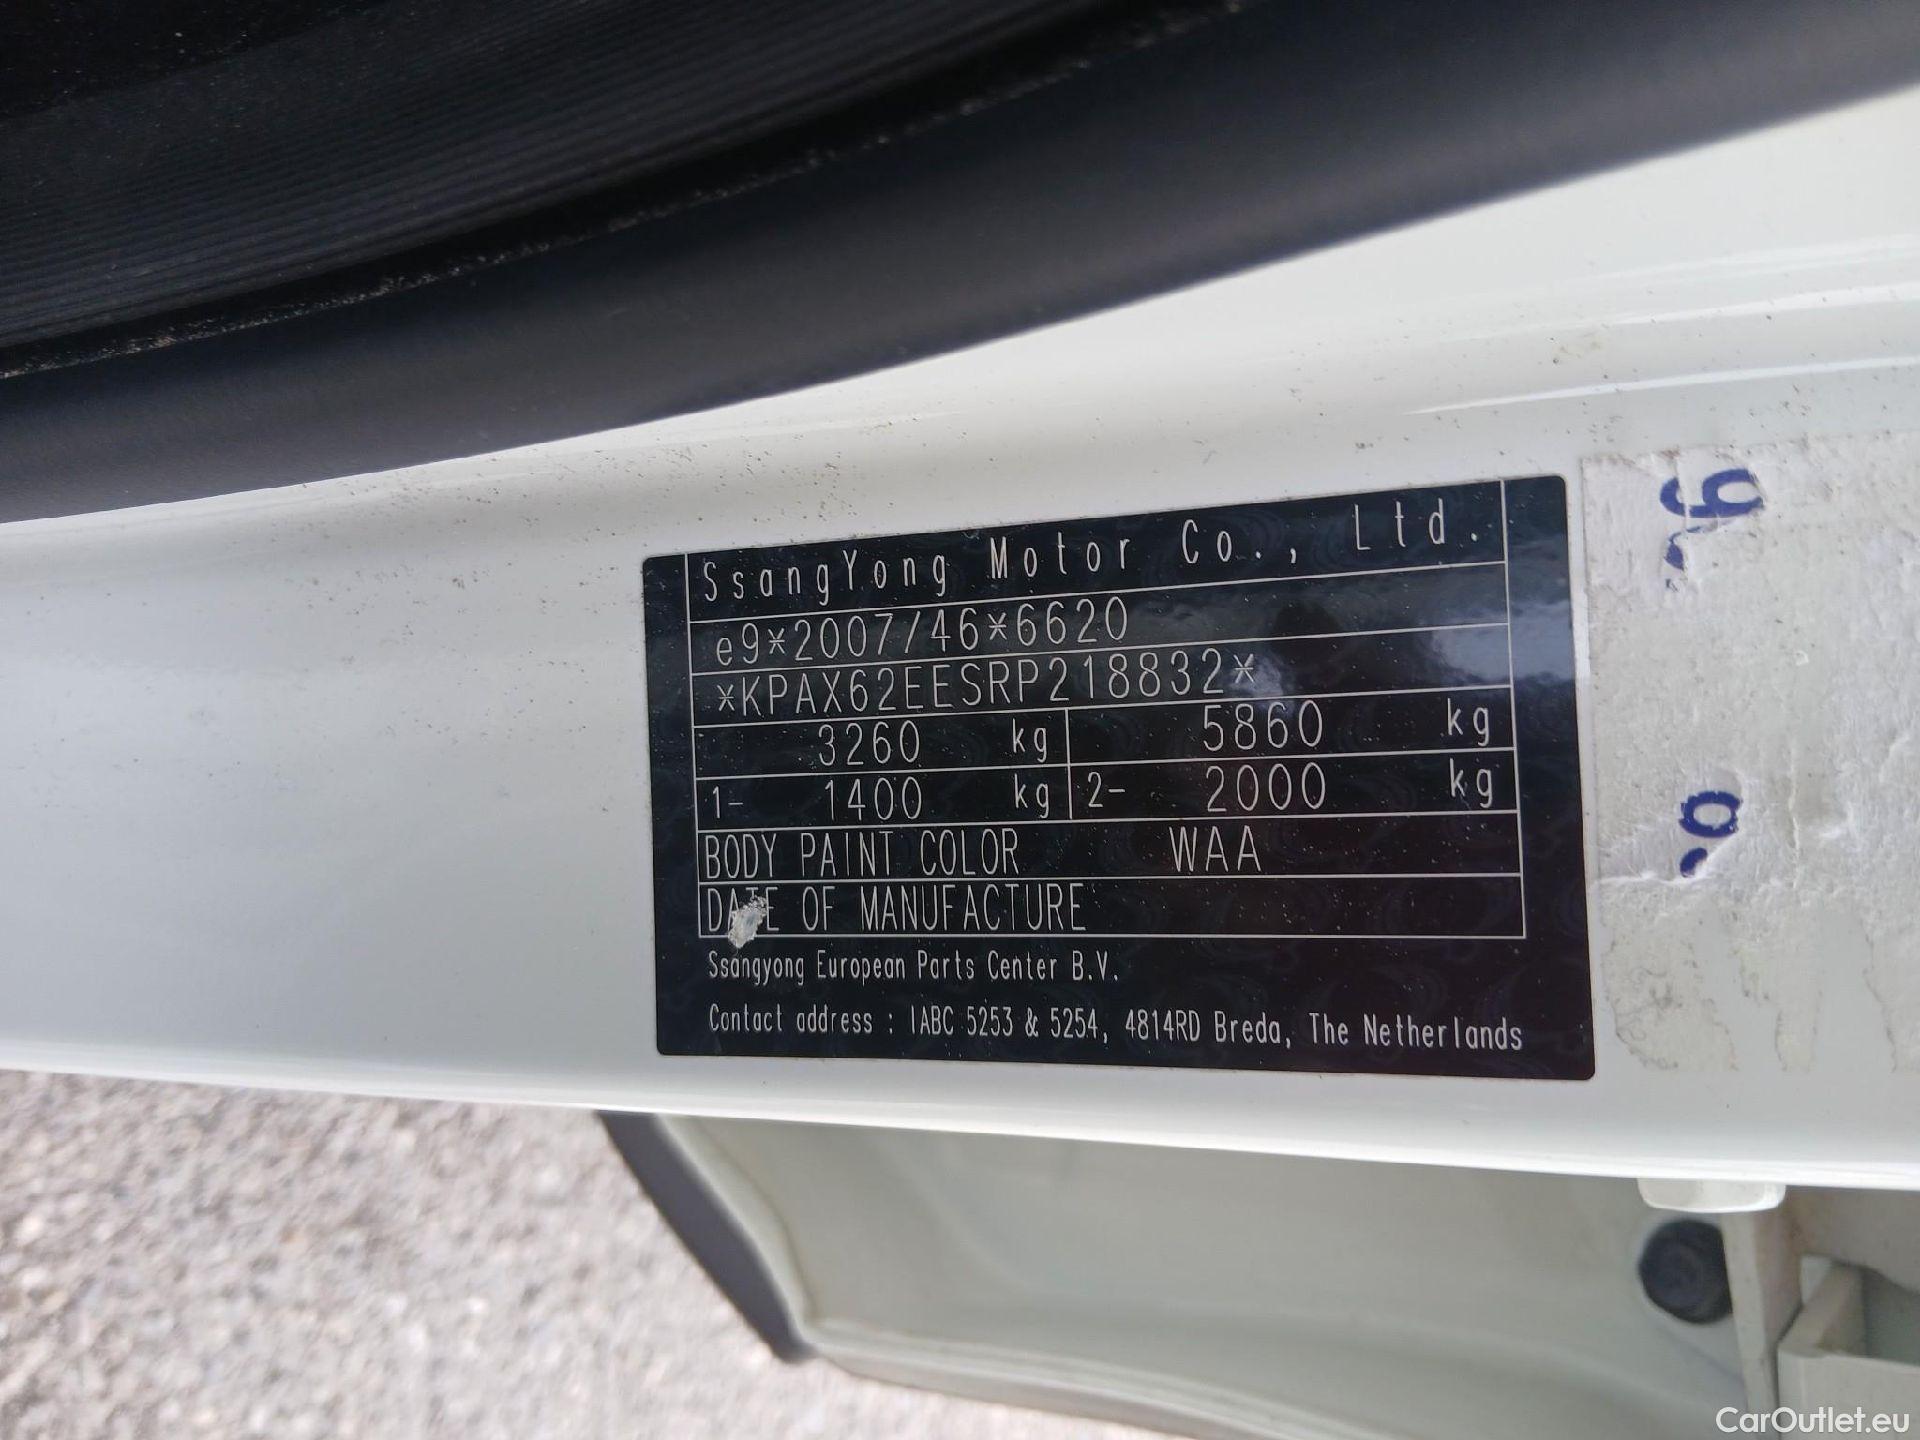 SsangYong Motor Co., Ltd.
e9*2007/46*6620
*KPAX62EESRP218832*
3260 kg 5860 kg
1- 1400 kg 2- 2000 kg
BODY PAINT COLOR WAA
DATE OF MANUFACTURE
Ssangyong European Parts Center B.V.
Contact address : IABC 5253 & 5254, 4814RD Breda, The Netherlands
CarOutlet.eu